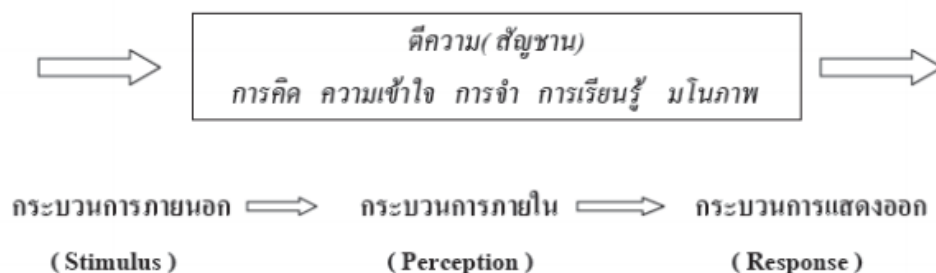 ตีความ( สัญชาน)
การคิด ความเข้าใจ การจำ การเรียนรู้ มโนภาพ
กระบวนการภายนอก กระบวนการภายใน กระบวนการแสดงออก
( Stimulus ) ( Perception ) ( Response )